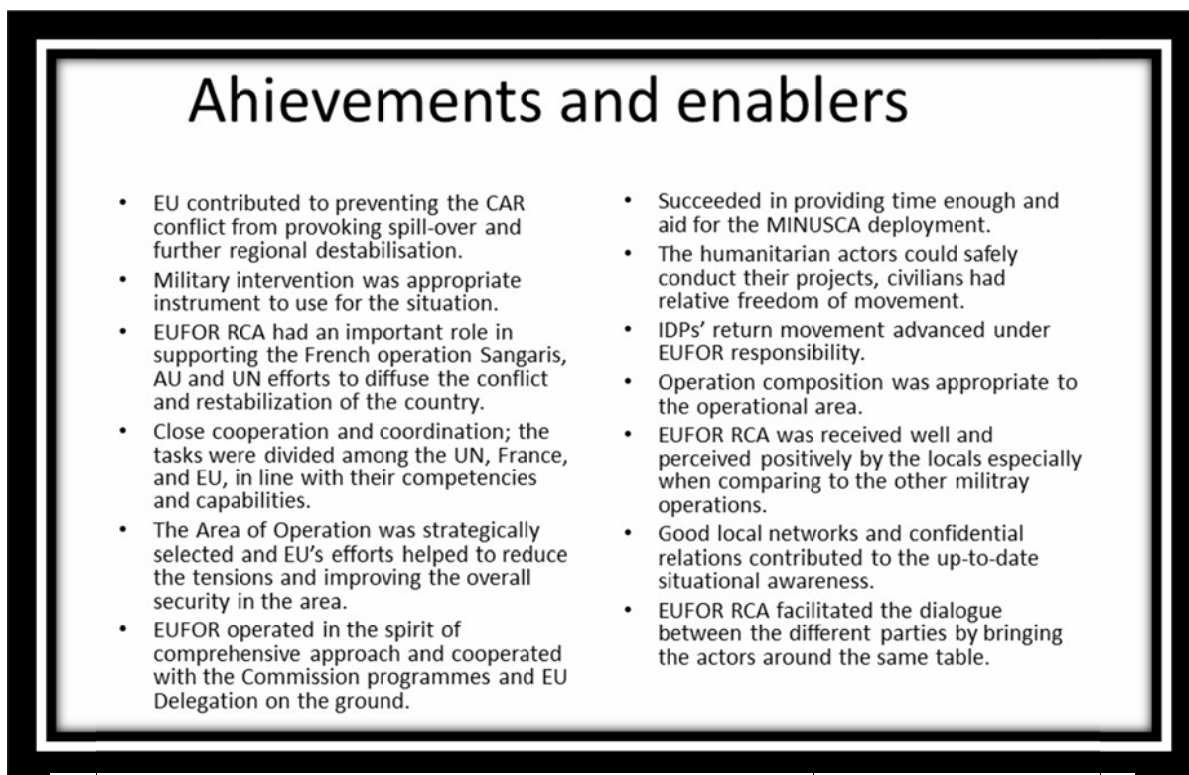 Ahievements and enablers
• EU contributed to preventing the CAR
conflict from provoking spill-over and
further regional destabilisation.
• Military intervention was appropriate
instrument to use for the situation.
• EUFOR RCA had an important role in
supporting the French operation Sangaris,
AU and UN efforts to diffuse the conflict
and restabilization of the country.
• Close cooperation and coordination; the
tasks were divided among the UN, France,
and EU, in line with their competencies
and capabilities.
• The Area of Operation was strategically
selected and EU's efforts helped to reduce
the tensions and improving the overall
security in the area.
• EUFOR operated in the spirit of
comprehensive approach and cooperated
with the Commission programmes and EU
Delegation on the ground.
• Succeeded in providing time enough and
aid for the MINUSCA deployment.
• The humanitarian actors could safely
conduct their projects, civilians had
relative freedom of movement.
• IDPs' return movement advanced under
EUFOR responsibility.
• Operation composition was appropriate to
the operational area.
• EUFOR RCA was received well and
perceived positively by the locals especially
when comparing to the other militray
operations.
• Good local networks and confidential
relations contributed to the up-to-date
situational awareness.
• EUFOR RCA facilitated the dialogue
between the different parties by bringing
the actors around the same table.